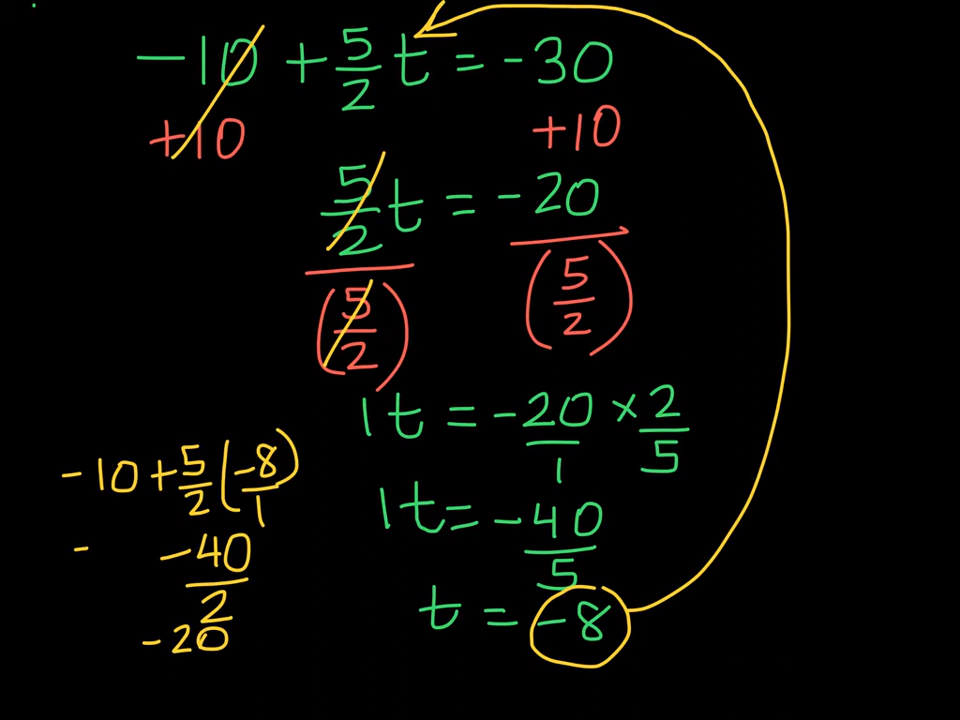 -10 + 5/2 t = -30
+10 +10
5/2 t = -20
(5/2) (5/2)
1t = -20/1 × 2/5
1t = -40/5
t = -8
-10 + 5/2 (-8/1)
- -40/2
-20